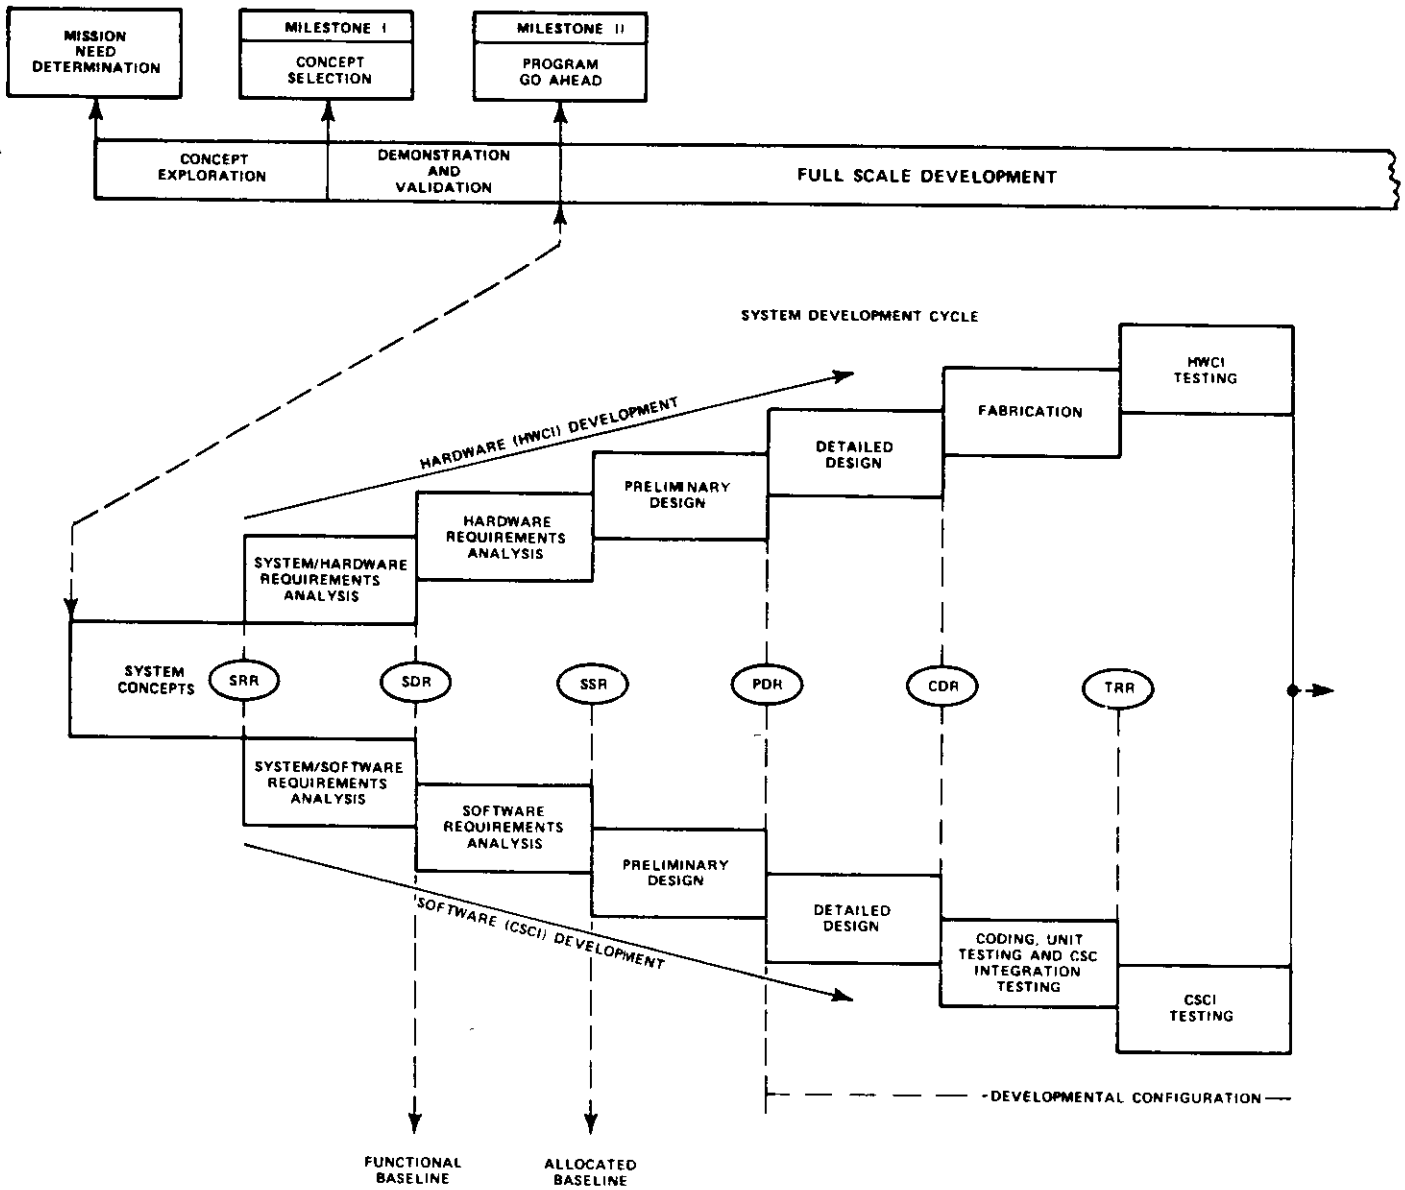 MISSION
NEED
DETERMINATION
MILESTONE I
CONCEPT
SELECTION
MILESTONE II
PROGRAM
GO AHEAD
CONCEPT
EXPLORATION
DEMONSTRATION
AND
VALIDATION
FULL SCALE DEVELOPMENT
SYSTEM DEVELOPMENT CYCLE
HARDWARE (HWCI) DEVELOPMENT
HWCI
TESTING
FABRICATION
DETAILED
DESIGN
PRELIMINARY
DESIGN
HARDWARE
REQUIREMENTS
ANALYSIS
SYSTEM/HARDWARE
REQUIREMENTS
ANALYSIS
SYSTEM
CONCEPTS
SRR
SDR
SSR
PDR
CDR
TRR
SYSTEM/SOFTWARE
REQUIREMENTS
ANALYSIS
SOFTWARE
REQUIREMENTS
ANALYSIS
PRELIMINARY
DESIGN
DETAILED
DESIGN
CODING, UNIT
TESTING AND CSC
INTEGRATION
TESTING
CSCI
TESTING
SOFTWARE (CSCI) DEVELOPMENT
DEVELOPMENTAL CONFIGURATION
FUNCTIONAL
BASELINE
ALLOCATED
BASELINE